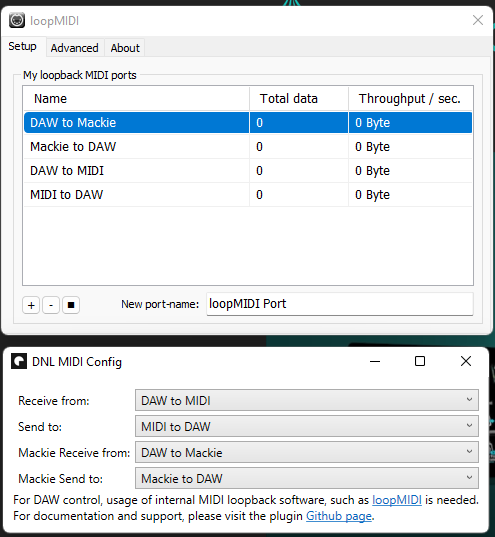 loopMIDI
Setup Advanced About
My loopback MIDI ports
Name Total data Throughput / sec.
DAW to Mackie 0 0 Byte
Mackie to DAW 0 0 Byte
DAW to MIDI 0 0 Byte
MIDI to DAW 0 0 Byte
+ - New port-name: loopMIDI Port
DNL MIDI Config
Receive from: DAW to MIDI
Send to: MIDI to DAW
Mackie Receive from: DAW to Mackie
Mackie Send to: Mackie to DAW
For DAW control, usage of internal MIDI loopback software, such as loopMIDI is needed.
For documentation and support, please visit the plugin Github page.